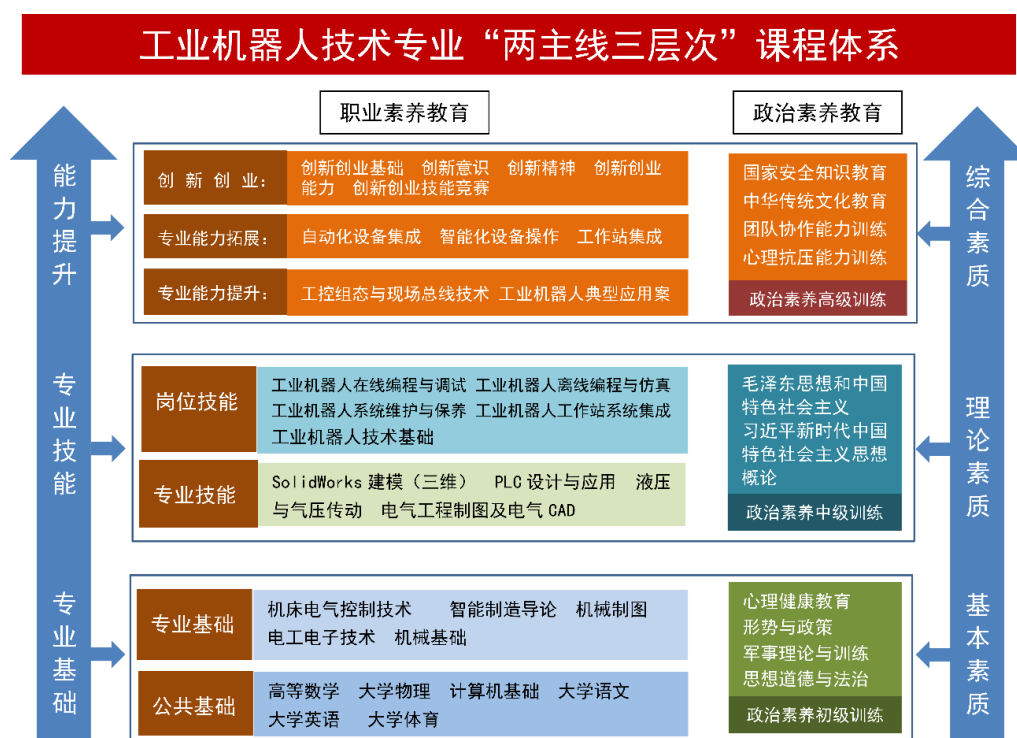 工业机器人技术专业“两主线三层次”课程体系
职业素养教育
政治素养教育
能力提升
创新创业：
创新创业基础 创新意识 创新精神 创新创业
能力 创新创业技能竞赛
专业能力拓展：
自动化设备集成 智能化设备操作 工作站集成
专业能力提升：
工控组态与现场总线技术 工业机器人典型应用案
国家安全知识教育
中华传统文化教育
团队协作能力训练
心理抗压能力训练
政治素养高级训练
综合素质
专业技能
岗位技能
工业机器人在线编程与调试 工业机器人离线编程与仿真
工业机器人系统维护与保养 工业机器人工作站系统集成
工业机器人技术基础
专业技能
SolidWorks 建模（三维） PLC 设计与应用 液压
与气压传动 电气工程制图及电气 CAD
毛泽东思想和中国
特色社会主义
习近平新时代中国
特色社会主义思想
概论
政治素养中级训练
理论素质
专业基础
专业基础
机床电气控制技术 智能制造导论 机械制图
电工电子技术 机械基础
公共基础
高等数学 大学物理 计算机基础 大学语文
大学英语 大学体育
心理健康教育
形势与政策
军事理论与训练
思想道德与法治
政治素养初级训练
基本素质